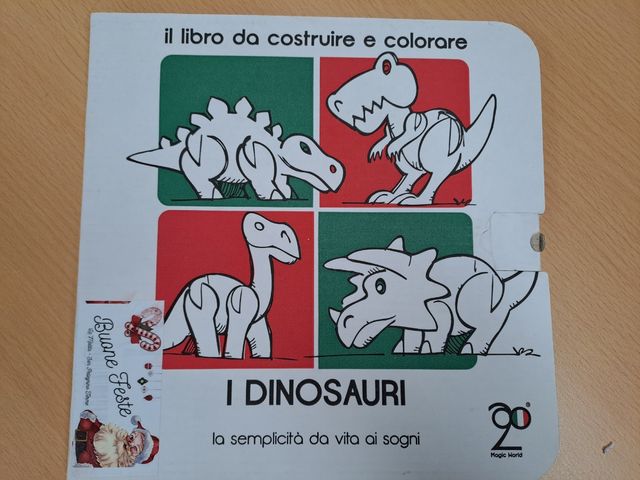 il libro da costruire e colorare
I DINOSAURI
la semplicità da vita ai sogni
Buone Feste
Magic World